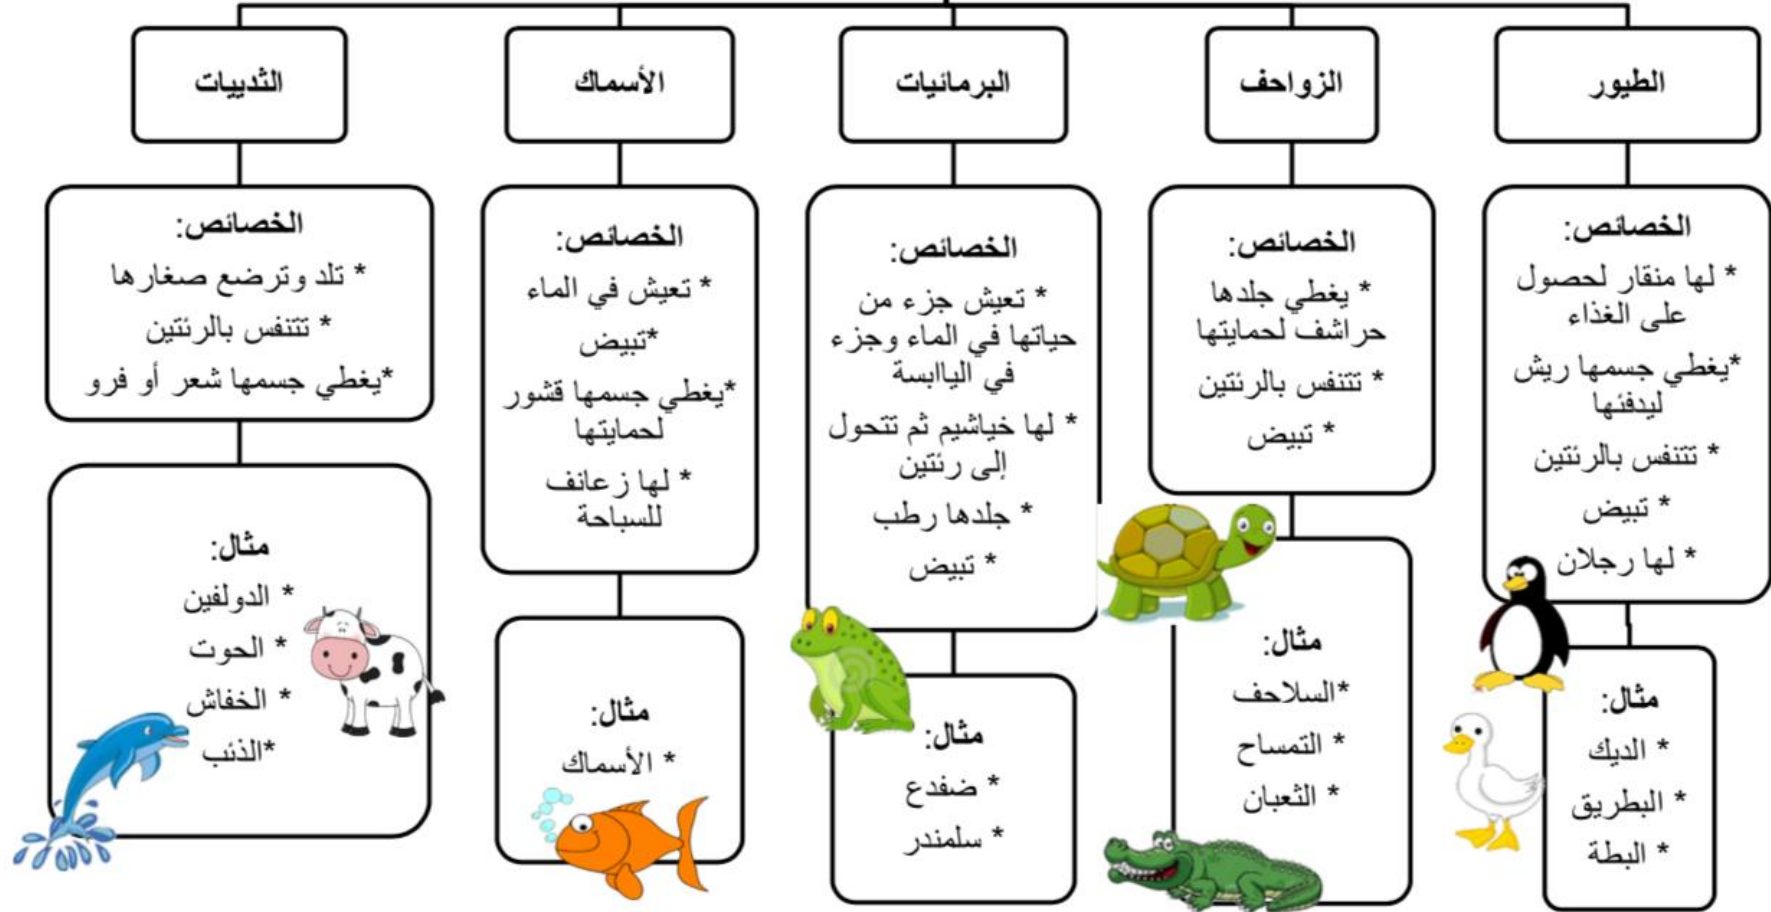 الطيور
الخصائص:
* لها منقار لحصول
على الغذاء
*يغطي جسمها ريش
ليدفئها
* تتنفس بالرئتين
* تبيض
* لها رجلان
مثال:
* الديك
* البطريق
* البطة
الزواحف
الخصائص:
* يغطي جلدها
حراشف لحمايتها
* تتنفس بالرئتين
* تبيض
مثال:
*السلاحف
* التمساح
* الثعبان
البرمائيات
الخصائص:
* تعيش جزء من
حياتها في الماء وجزء
في الياابسة
* لها خياشيم ثم تتحول
إلى رئتين
* جلدها رطب
* تبيض
مثال:
* ضفدع
* سلمندر
الأسماك
الخصائص:
* تعيش في الماء
*تبيض
*يغطي جسمها قشور
لحمايتها
* لها زعانف
للسباحة
مثال:
* الأسماك
الثدييات
الخصائص:
* تلد وترضع صغارها
* تتنفس بالرئتين
*يغطي جسمها شعر أو فرو
مثال:
* الدولفين
* الحوت
* الخفاش
*الذئب